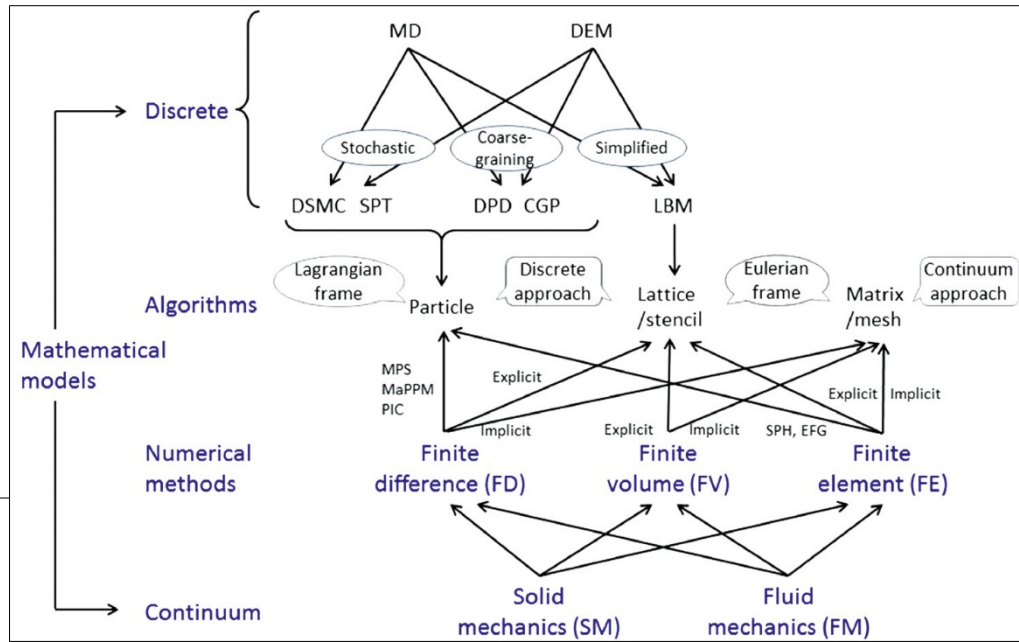 MD DEM
Discrete
Stochastic Coarse-
graining Simplified
DSMC SPT DPD CGP LBM
Lagrangian
frame
Discrete
approach
Eulerian
frame
Continuum
approach
Algorithms
Particle
Lattice
/stencil
Matrix
/mesh
Mathematical
models
MPS
MaPPM
PIC
Explicit
Implicit
Explicit
Implicit
SPH, EFG
Explicit
Implicit
Numerical
methods
Finite
difference (FD)
Finite
volume (FV)
Finite
element (FE)
Continuum
Solid
mechanics (SM)
Fluid
mechanics (FM)